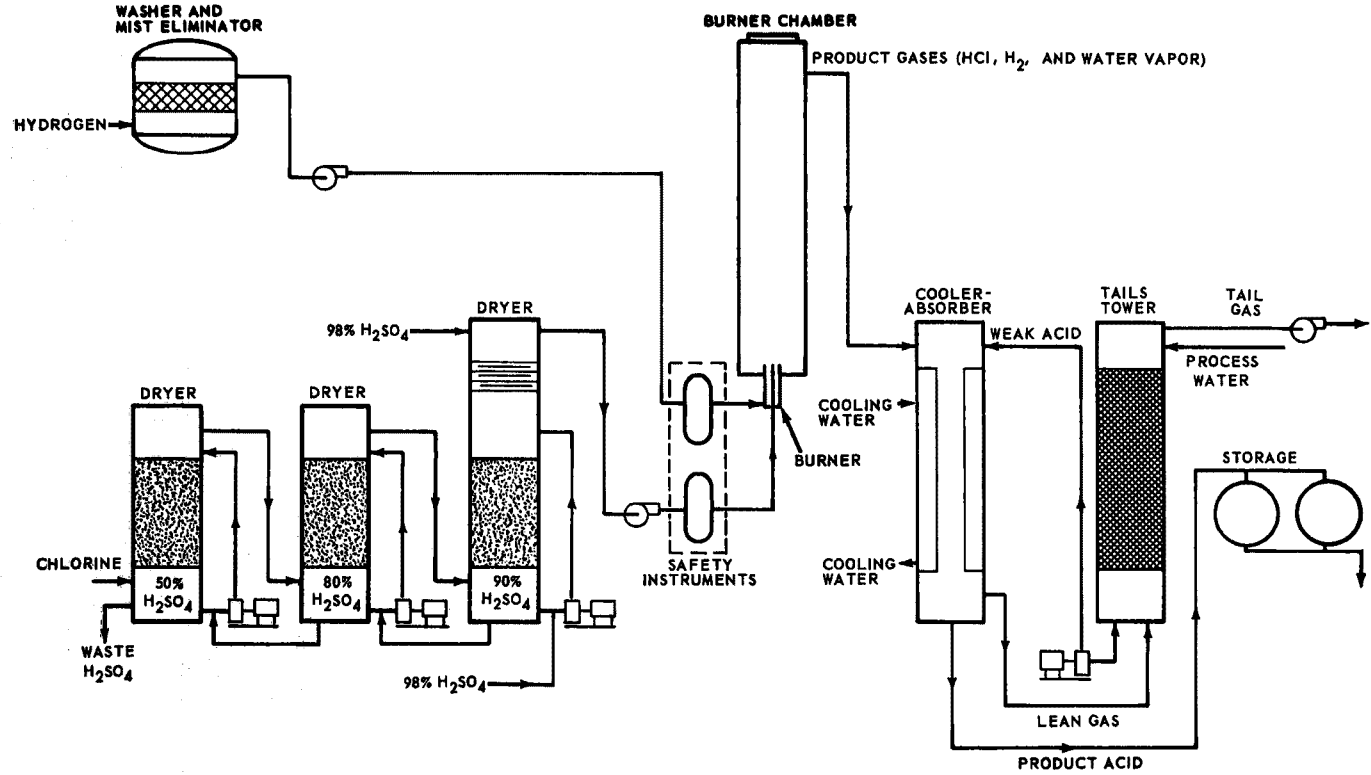 WASHER AND
MIST ELIMINATOR
HYDROGEN
BURNER CHAMBER
PRODUCT GASES (HCl, H2, AND WATER VAPOR)
DRYER
98% H2SO4
DRYER
DRYER
CHLORINE
50%
H2SO4
80%
H2SO4
90%
H2SO4
WASTE
H2SO4
98% H2SO4
SAFETY
INSTRUMENTS
BURNER
COOLER-
ABSORBER
WEAK ACID
TAILS
TOWER
TAIL
GAS
PROCESS
WATER
COOLING
WATER
COOLING
WATER
STORAGE
LEAN GAS
PRODUCT ACID